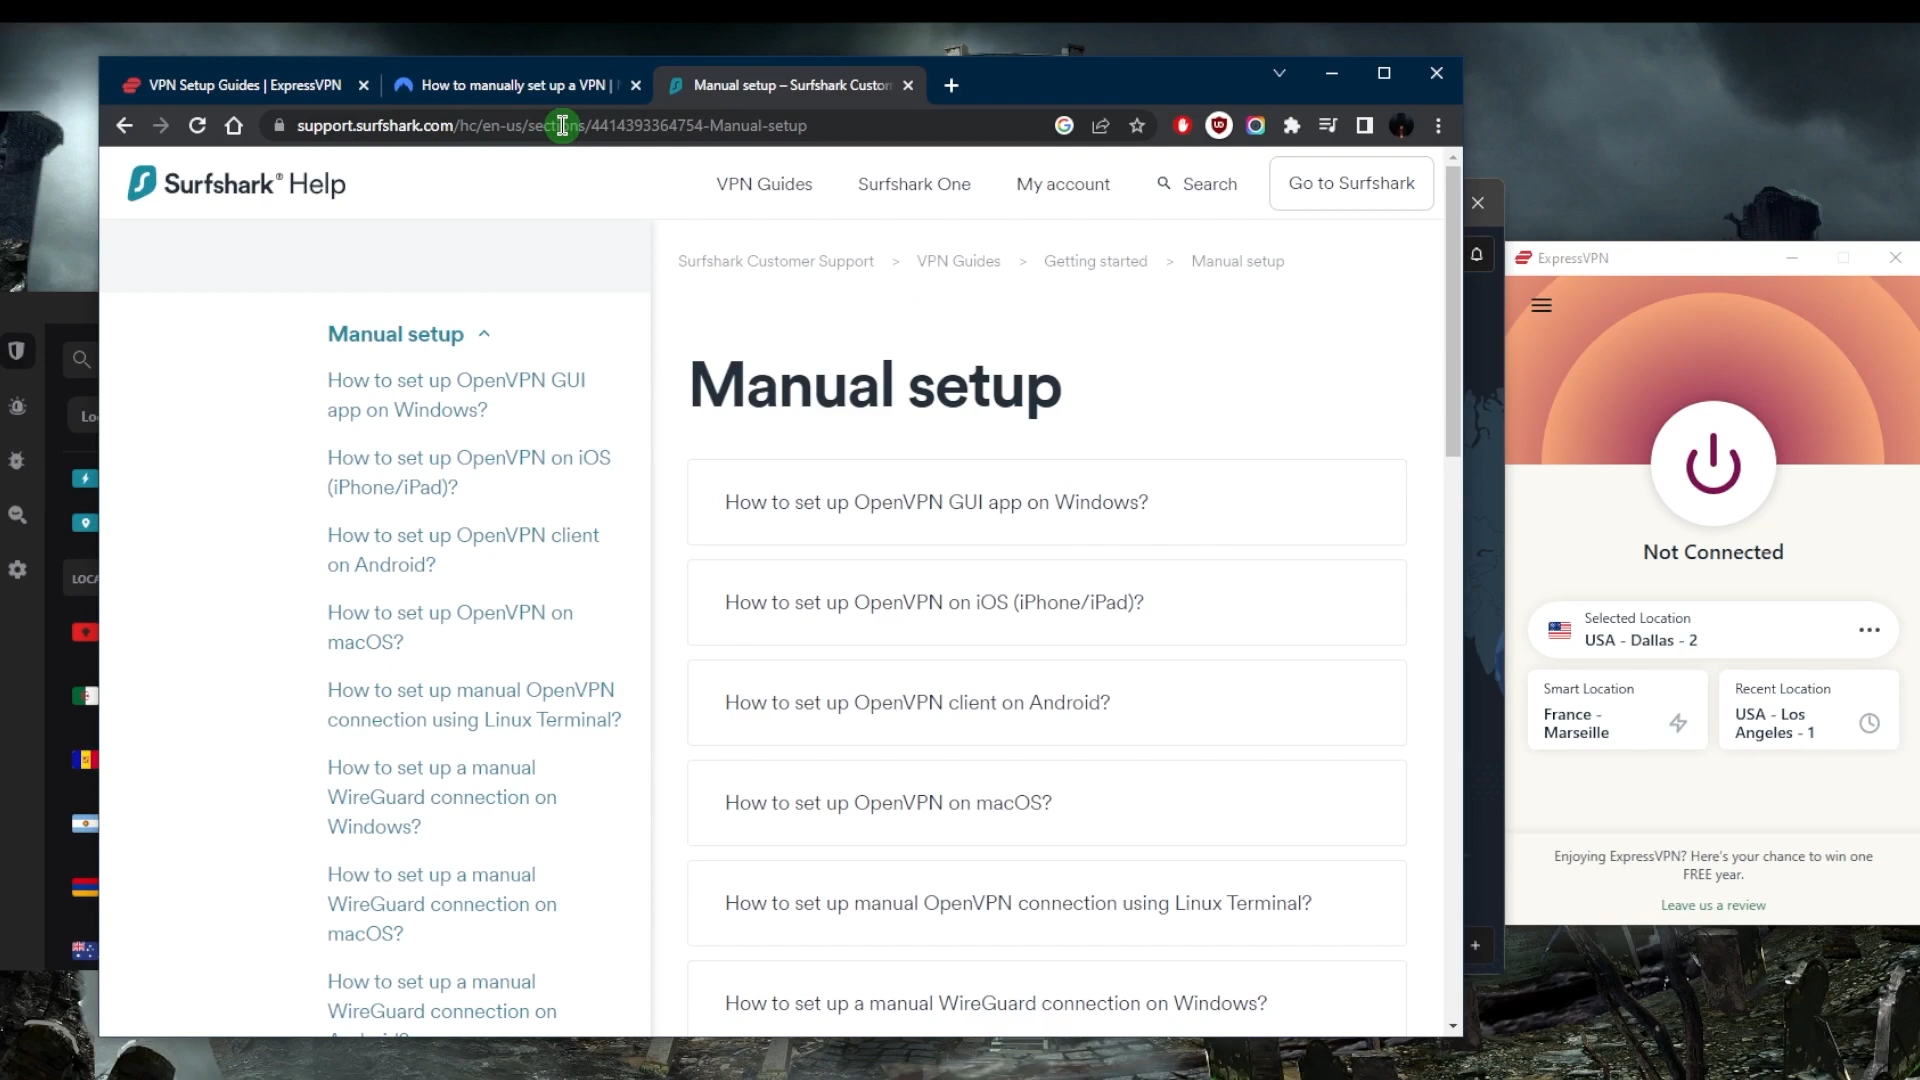 VPN Setup Guides | ExpressVPN
How to manually set up a VPN |
Manual setup – Surfshark Custor
support.surfshark.com/hc/en-us/sections/4414393364754-Manual-setup
Surfshark® Help
VPN Guides
Surfshark One
My account
Search
Go to Surfshark
Surfshark Customer Support > VPN Guides > Getting started > Manual setup
Manual setup
How to set up OpenVPN GUI
app on Windows?
How to set up OpenVPN on iOS
(iPhone/iPad)?
How to set up OpenVPN client
on Android?
How to set up OpenVPN on
macOS?
How to set up manual OpenVPN
connection using Linux Terminal?
How to set up a manual
WireGuard connection on
Windows?
How to set up a manual
WireGuard connection on
macOS?
How to set up a manual
WireGuard connection on
Manual setup
How to set up OpenVPN GUI app on Windows?
How to set up OpenVPN on iOS (iPhone/iPad)?
How to set up OpenVPN client on Android?
How to set up OpenVPN on macOS?
How to set up manual OpenVPN connection using Linux Terminal?
How to set up a manual WireGuard connection on Windows?
Lo
LOCA
ExpressVPN
Not Connected
Selected Location
USA - Dallas - 2
Smart Location
France -
Marseille
Recent Location
USA - Los
Angeles - 1
Enjoying ExpressVPN? Here's your chance to win one
FREE year.
Leave us a review